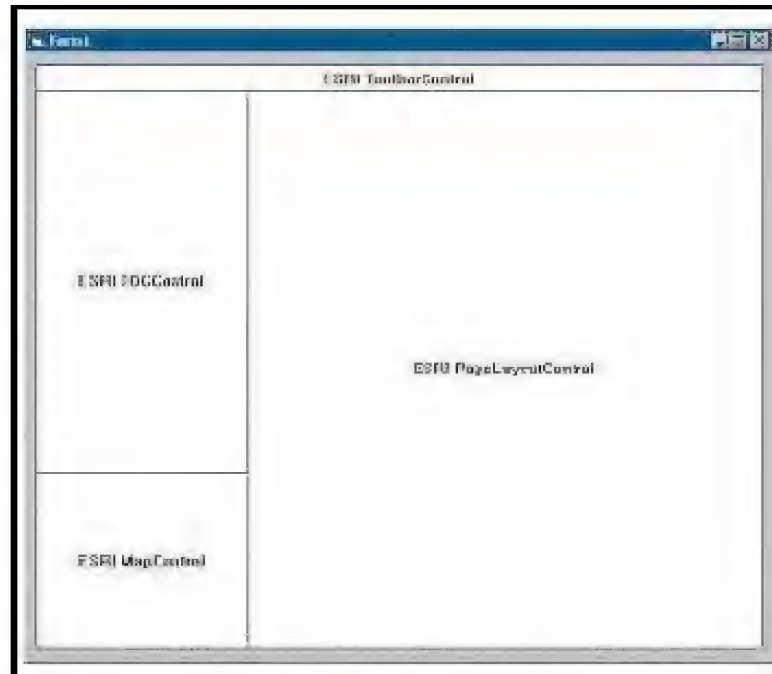 Form1
ESRI ToolbarControl
ESRI TOCControl
ESRI PageLayoutControl
ESRI MapControl